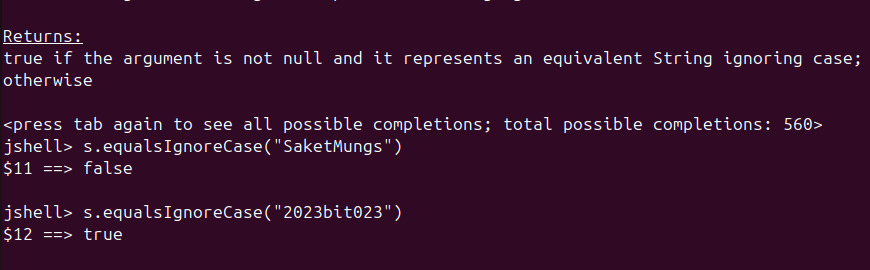 Returns:
true if the argument is not null and it represents an equivalent String ignoring case;
otherwise
<press tab again to see all possible completions; total possible completions: 560>
jshell> s.equalsIgnoreCase("SaketMungs")
$11 ==> false
jshell> s.equalsIgnoreCase("2023bit023")
$12 ==> true